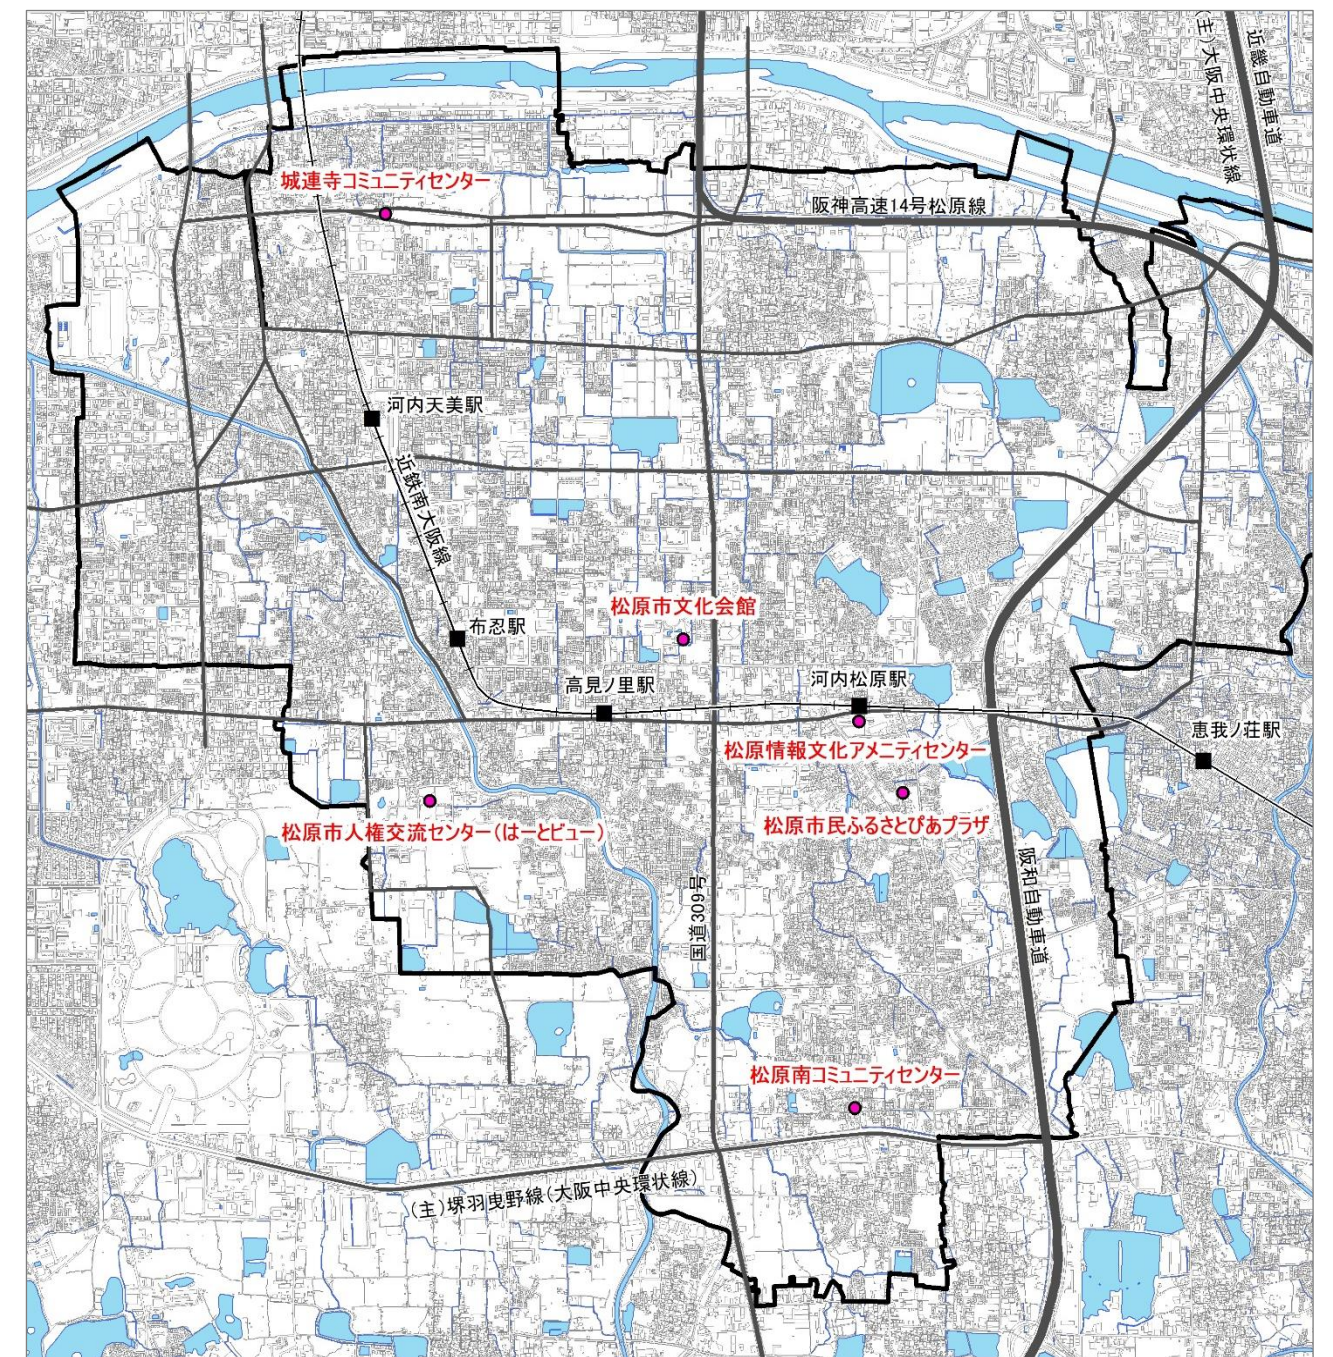 近畿自動車道
(主)大阪中央環状線
城連寺コミュニティセンター
阪神高速14号松原線
河内天美駅
近鉄南大阪線
松原市文化会館
布忍駅
高見ノ里駅
河内松原駅
恵我ノ荘駅
松原情報文化アメニティセンター
松原市民ふるさとぴあプラザ
松原市人権交流センター(はーとビュー)
国道309号
阪和自動車道
松原南コミュニティセンター
(主)堺羽曳野線(大阪中央環状線)